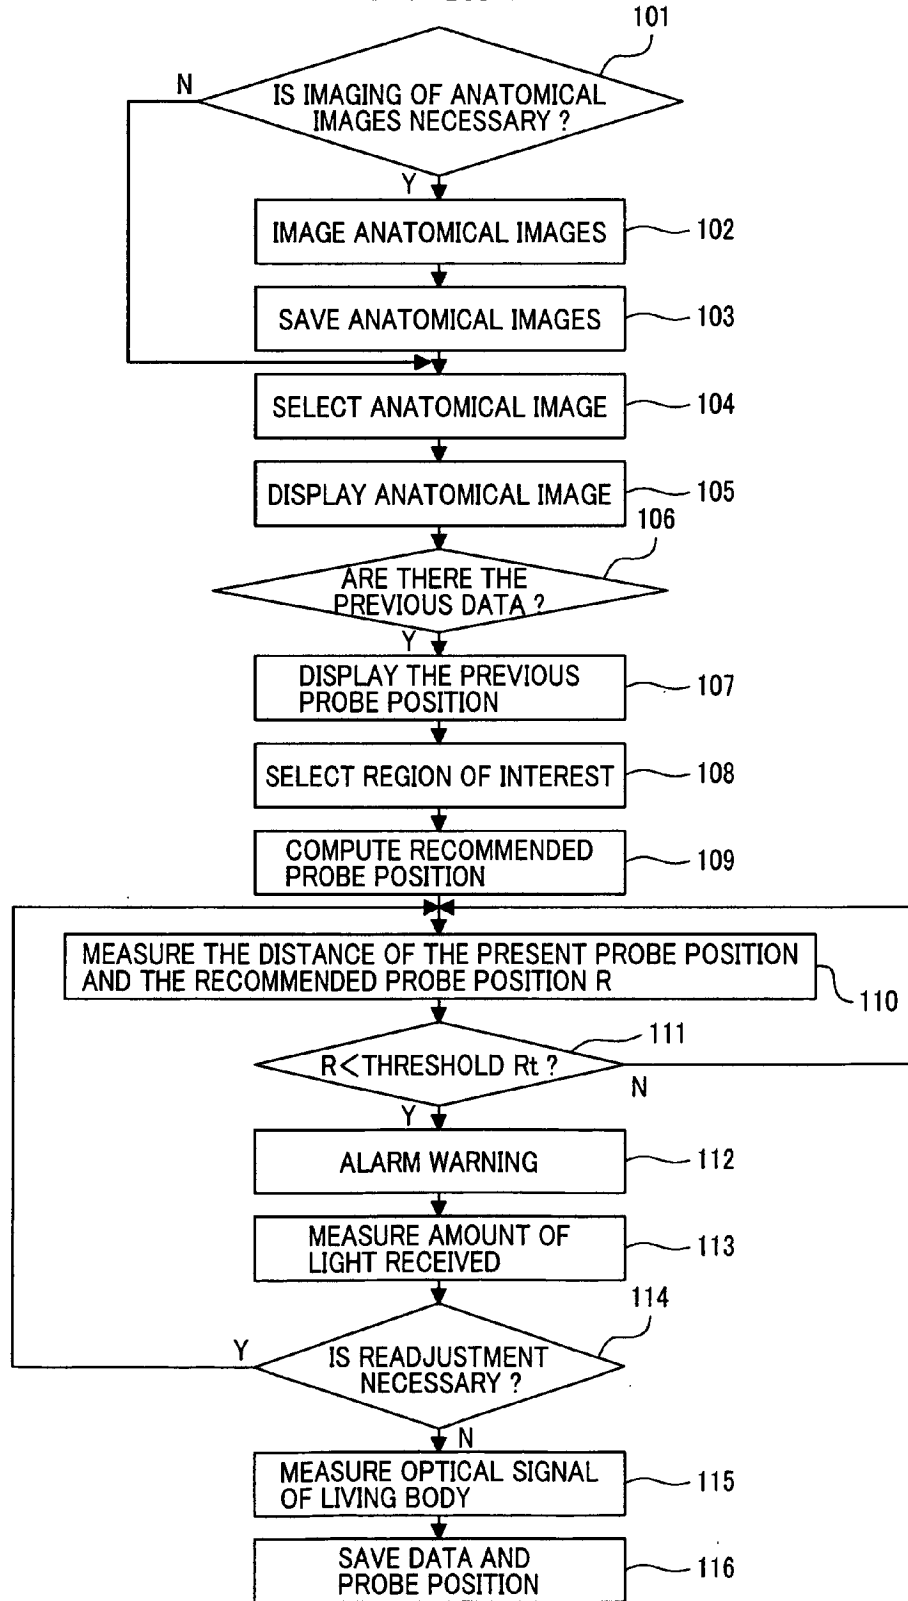 101
N
IS IMAGING OF ANATOMICAL
IMAGES NECESSARY ?
Y
IMAGE ANATOMICAL IMAGES
102
SAVE ANATOMICAL IMAGES
103
SELECT ANATOMICAL IMAGE
104
DISPLAY ANATOMICAL IMAGE
105
106
ARE THERE THE
PREVIOUS DATA ?
Y
DISPLAY THE PREVIOUS
PROBE POSITION
107
SELECT REGION OF INTEREST
108
COMPUTE RECOMMENDED
PROBE POSITION
109
MEASURE THE DISTANCE OF THE PRESENT PROBE POSITION
AND THE RECOMMENDED PROBE POSITION R
110
111
R<THRESHOLD Rt ?
N
Y
ALARM WARNING
112
MEASURE AMOUNT OF
LIGHT RECEIVED
113
114
Y
IS READJUSTMENT
NECESSARY ?
N
MEASURE OPTICAL SIGNAL
OF LIVING BODY
115
SAVE DATA AND
PROBE POSITION
116